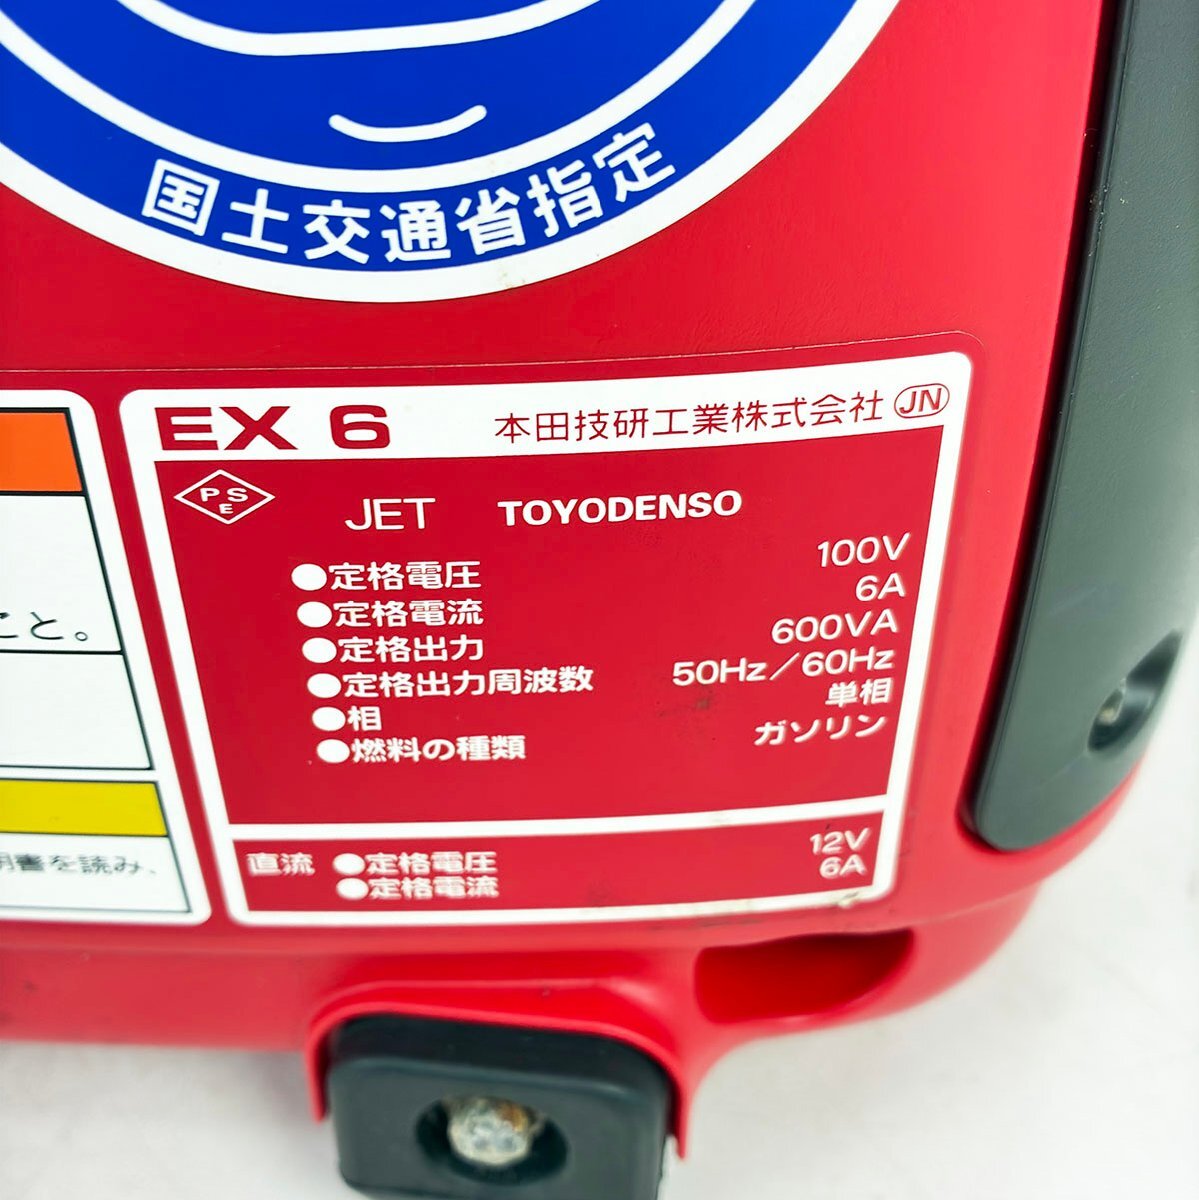 国土交通省指定
EX 6 本田技研工業株式会社 JN
PSE JET TOYODENSO
●定格電圧 100V
●定格電流 6A
●定格出力 600VA
●定格出力周波数 50Hz／60Hz
●相 単相
●燃料の種類 ガソリン
直流 ●定格電圧 12V
●定格電流 6A
こと。
明書を読み、